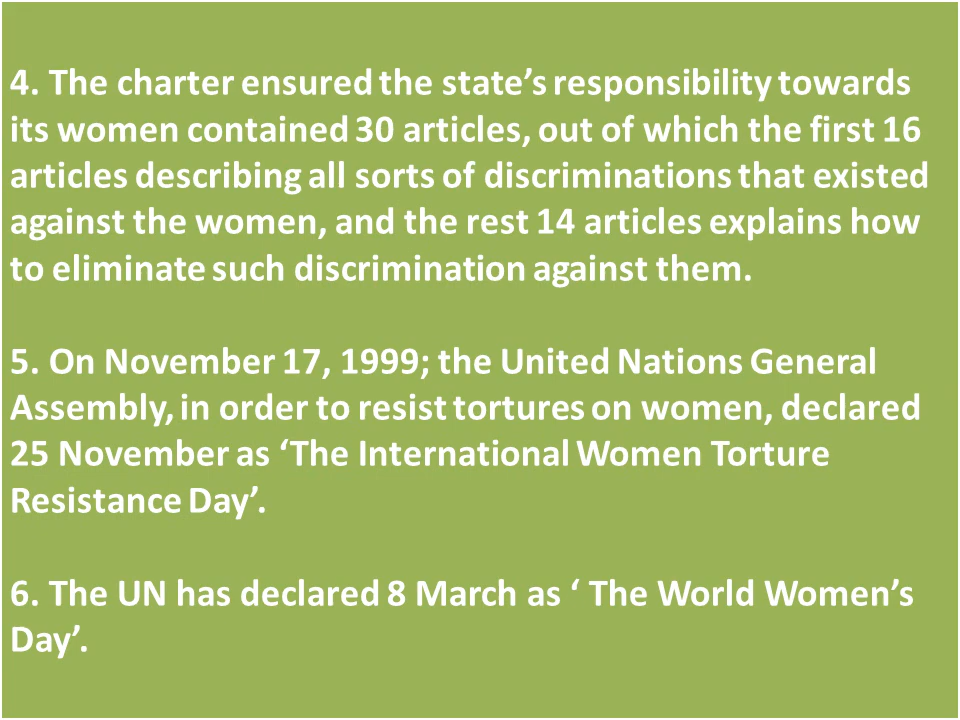 4. The charter ensured the state’s responsibility towards
its women contained 30 articles, out of which the first 16
articles describing all sorts of discriminations that existed
against the women, and the rest 14 articles explains how
to eliminate such discrimination against them.
5. On November 17, 1999; the United Nations General
Assembly, in order to resist tortures on women, declared
25 November as ‘The International Women Torture
Resistance Day’.
6. The UN has declared 8 March as ‘ The World Women’s
Day’.